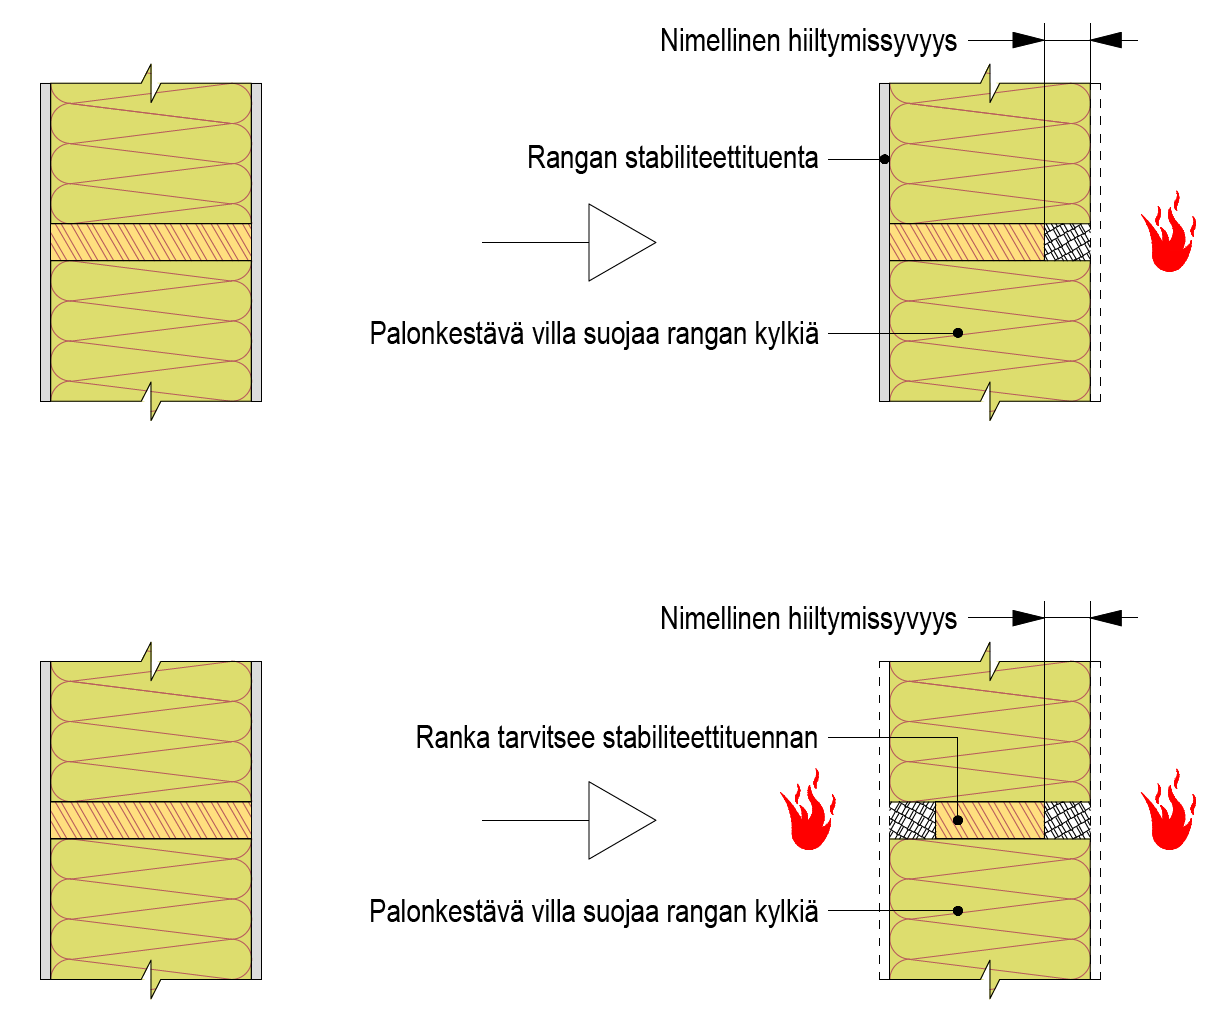 Nimellinen hiiltymissyvyys
Rangan stabiliteettituenta
Palonkestävä villa suojaa rangan kylkiä
Nimellinen hiiltymissyvyys
Ranka tarvitsee stabiliteettituennan
Palonkestävä villa suojaa rangan kylkiä